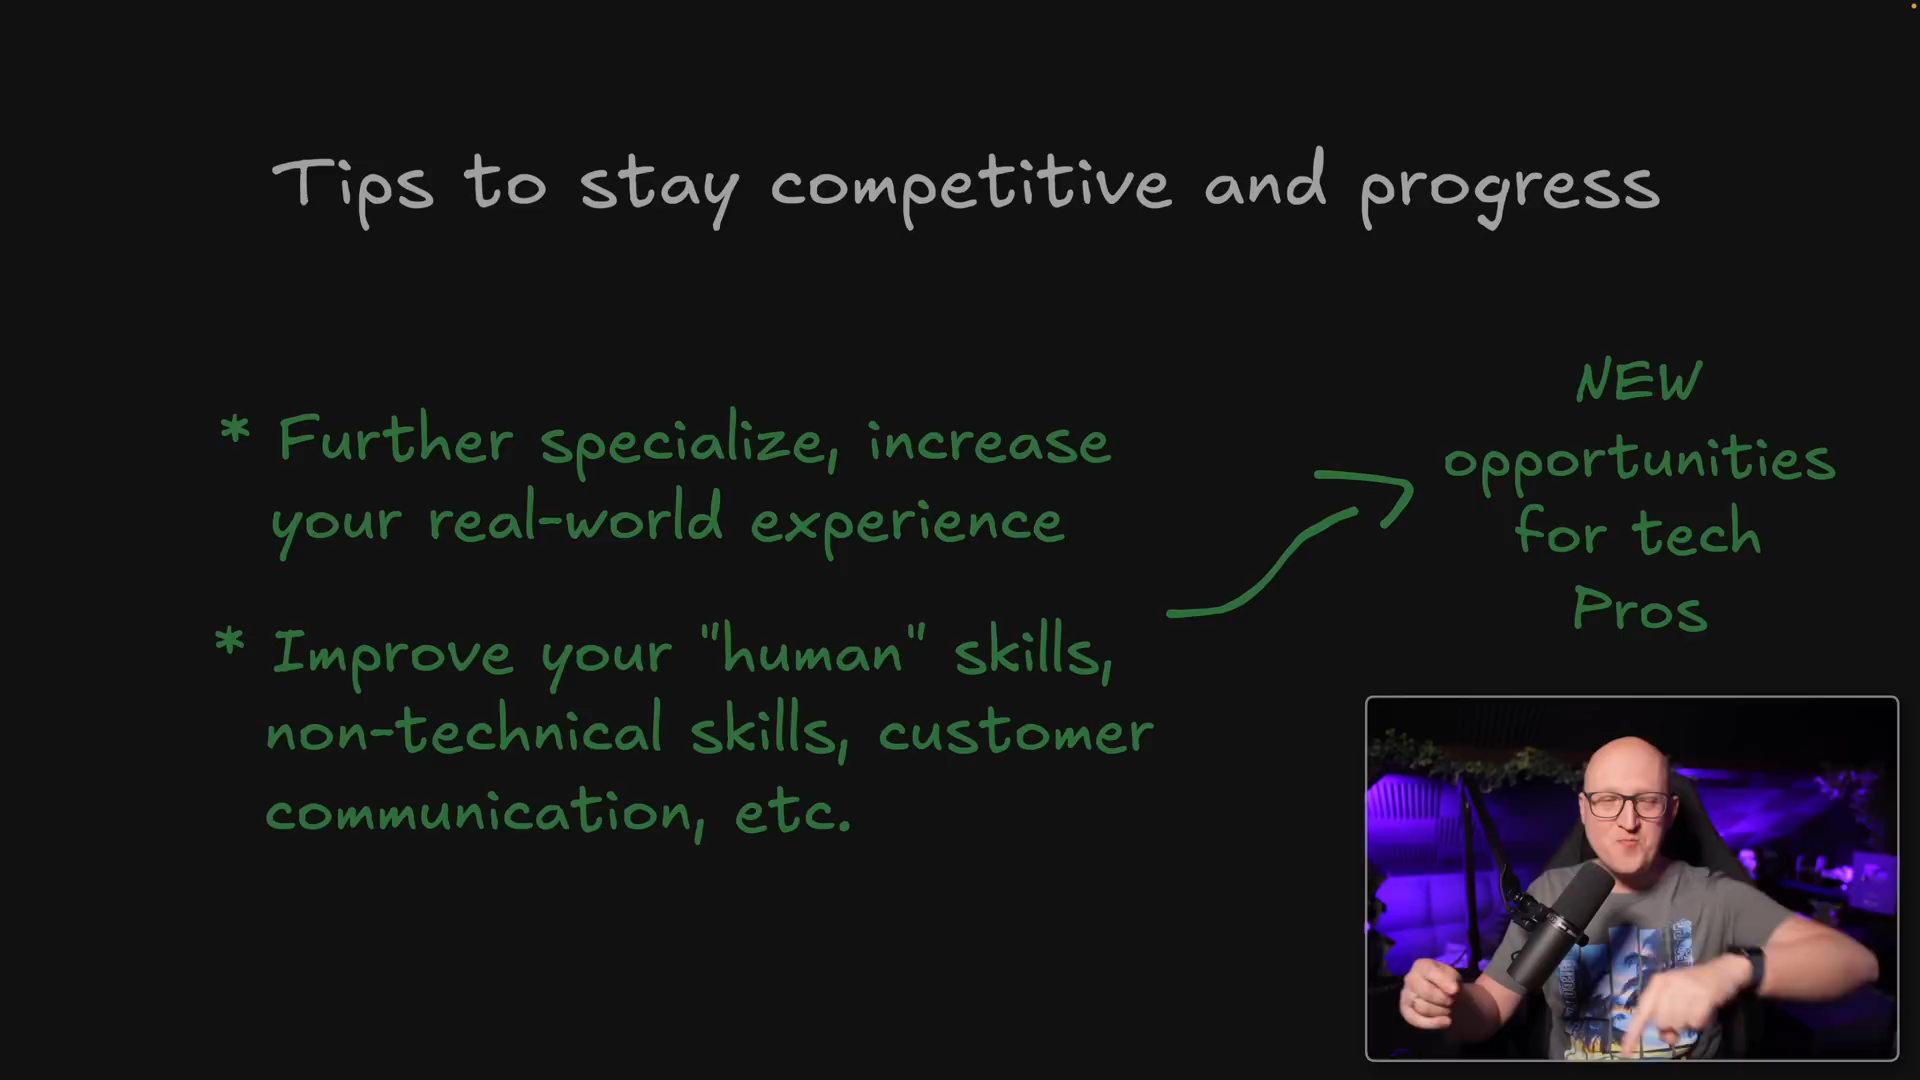 Tips to stay competitive and progress
* Further specialize, increase
your real-world experience
* Improve your "human" skills,
non-technical skills, customer
communication, etc.
NEW
opportunities
for tech
Pros